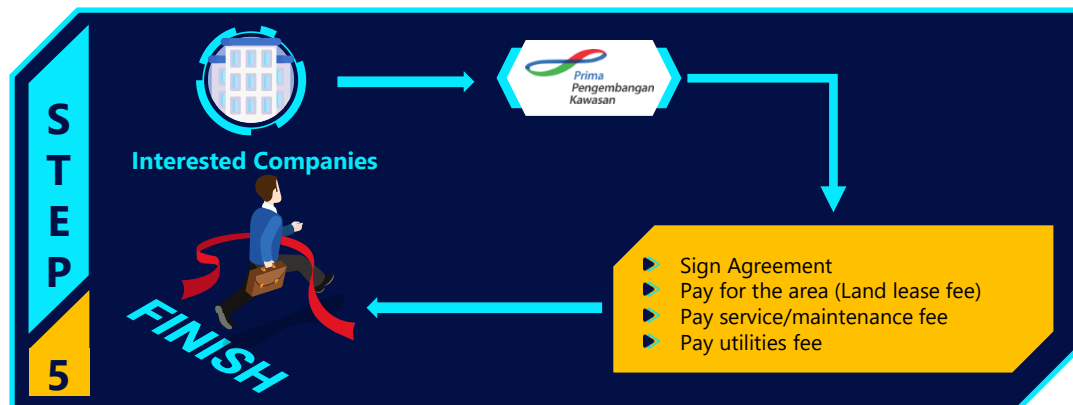 STEP
5
Interested Companies
Prima
Pengembangan
Kawasan
Sign Agreement
Pay for the area (Land lease fee)
Pay service/maintenance fee
Pay utilities fee
FINISH